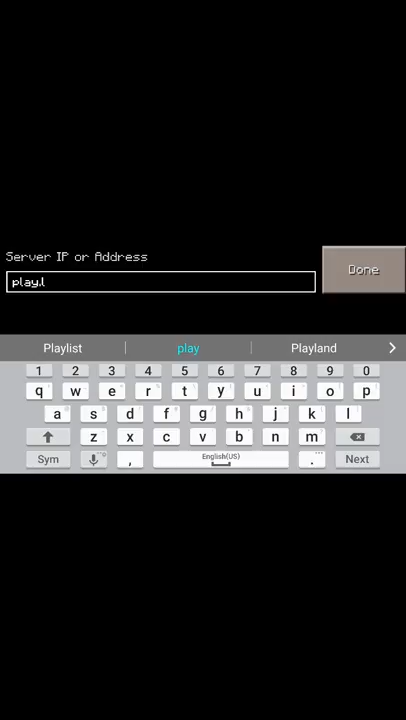 Server IP or Address
play.l
Done
Playlist play Playland
1 2 3 4 5 6 7 8 9 0
q w e r t y u i o p
a s d f g h j k l
z x c v b n m
Sym , English(US) . Next